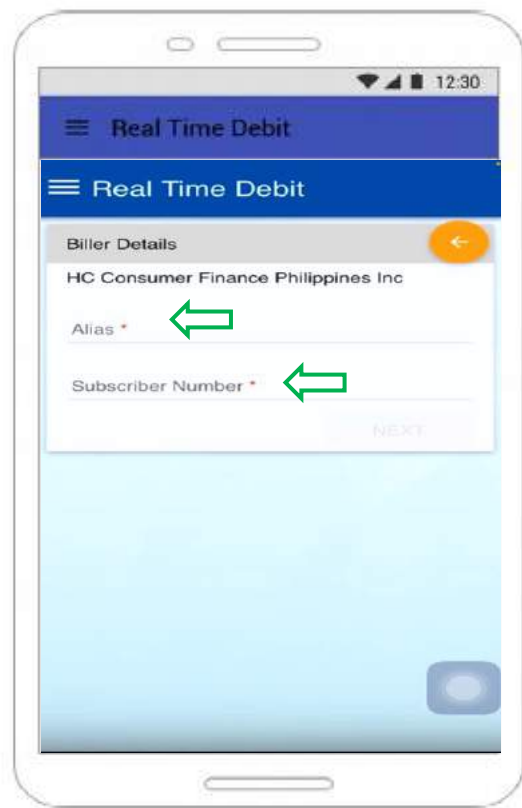 12:30
Real Time Debit
Real Time Debit
Biller Details
HC Consumer Finance Philippines Inc
Alias *
Subscriber Number *
NEXT